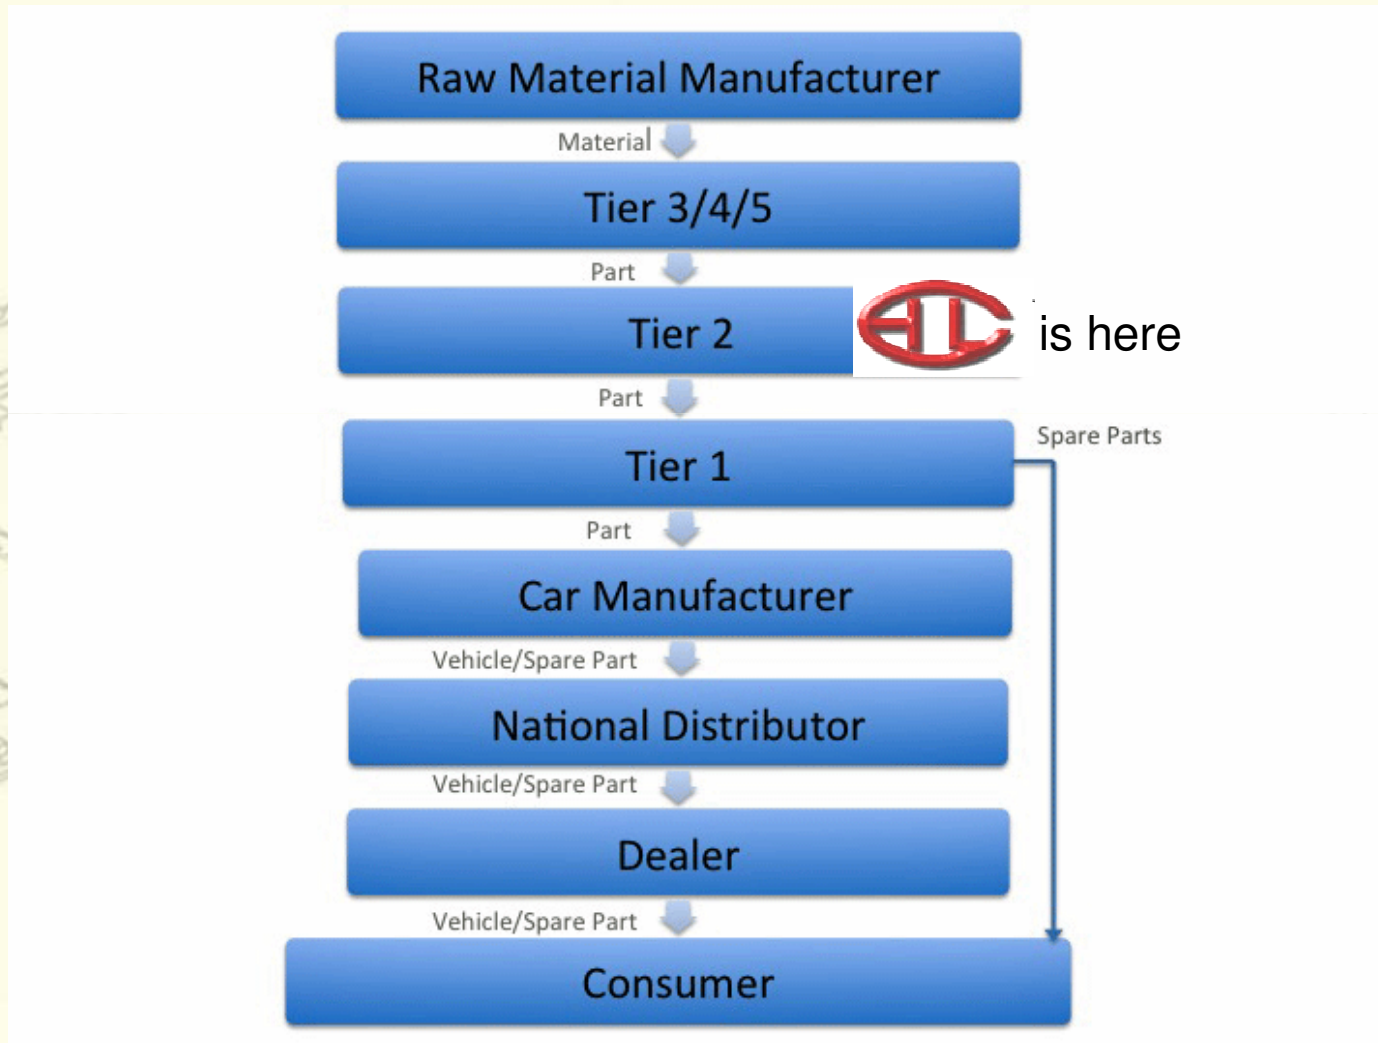 Raw Material Manufacturer
Material
Tier 3/4/5
Part
Tier 2
is here
Part
Tier 1
Spare Parts
Part
Car Manufacturer
Vehicle/Spare Part
National Distributor
Vehicle/Spare Part
Dealer
Vehicle/Spare Part
Consumer